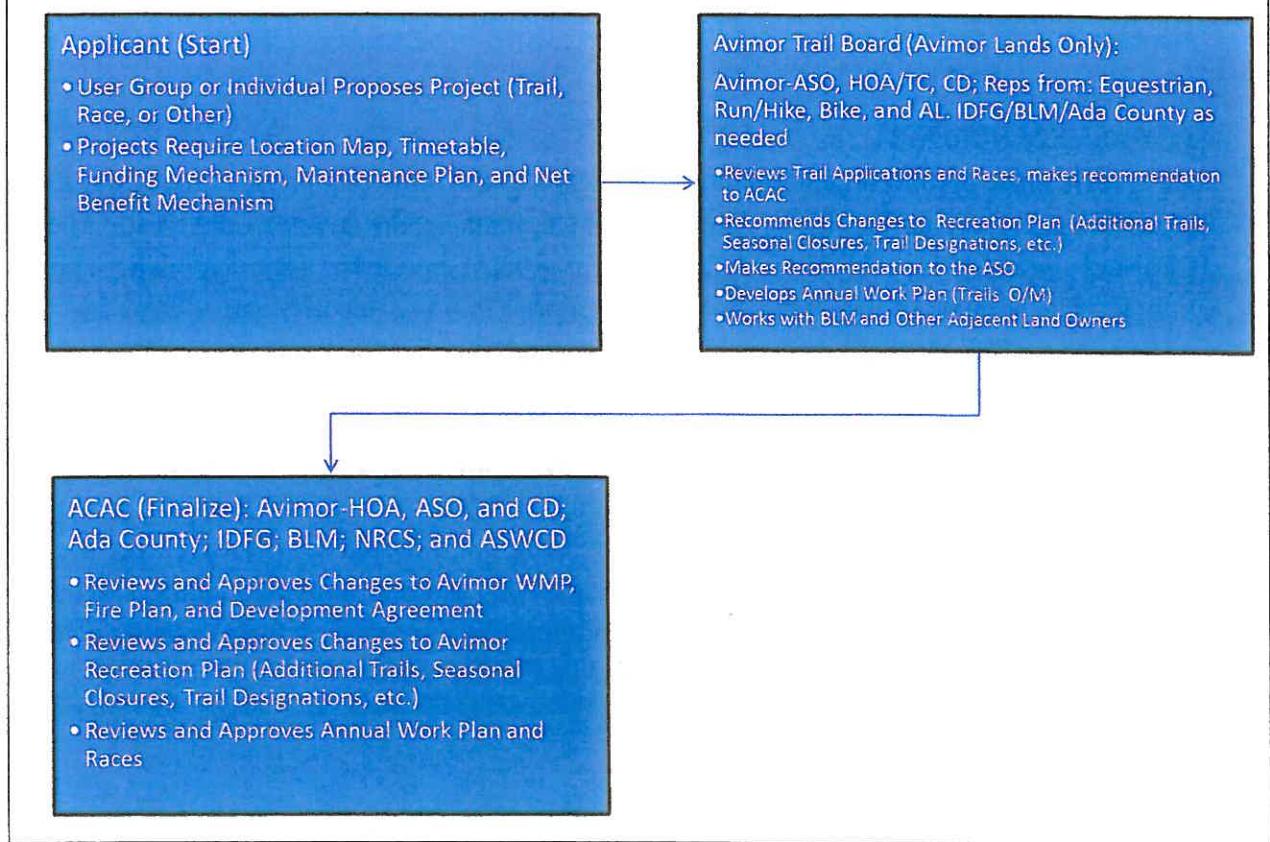 Applicant (Start)
• User Group or Individual Proposes Project (Trail,
Race, or Other)
• Projects Require Location Map, Timetable,
Funding Mechanism, Maintenance Plan, and Net
Benefit Mechanism
Avimor Trail Board (Avimor Lands Only):
Avimor-ASO, HOA/TC, CD; Reps from: Equestrian,
Run/Hike, Bike, and AL. IDFG/BLM/Ada County as
needed
•Reviews Trail Applications and Races, makes recommendation
to ACAC
•Recommends Changes to Recreation Plan (Additional Trails,
Seasonal Closures, Trail Designations, etc.)
•Makes Recommendation to the ASO
•Develops Annual Work Plan (Trails O/M)
•Works with BLM and Other Adjacent Land Owners
ACAC (Finalize): Avimor-HOA, ASO, and CD;
Ada County; IDFG; BLM; NRCS; and ASWCD
• Reviews and Approves Changes to Avimor WMP,
Fire Plan, and Development Agreement
• Reviews and Approves Changes to Avimor
Recreation Plan (Additional Trails, Seasonal
Closures, Trail Designations, etc.)
• Reviews and Approves Annual Work Plan and
Races